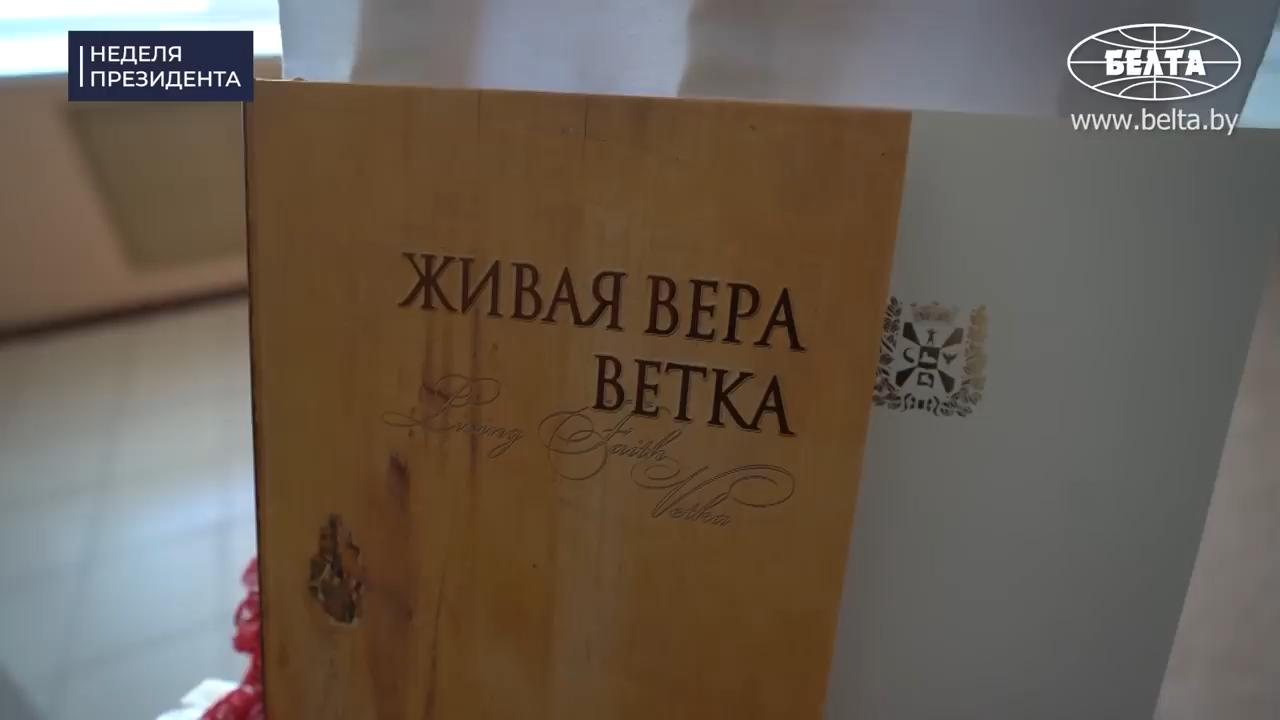 НЕДЕЛЯ
ПРЕЗИДЕНТА
БЕЛТА
www.belta.by
ЖИВАЯ ВЕРА
ВЕТКА
Living Faith
Vetka